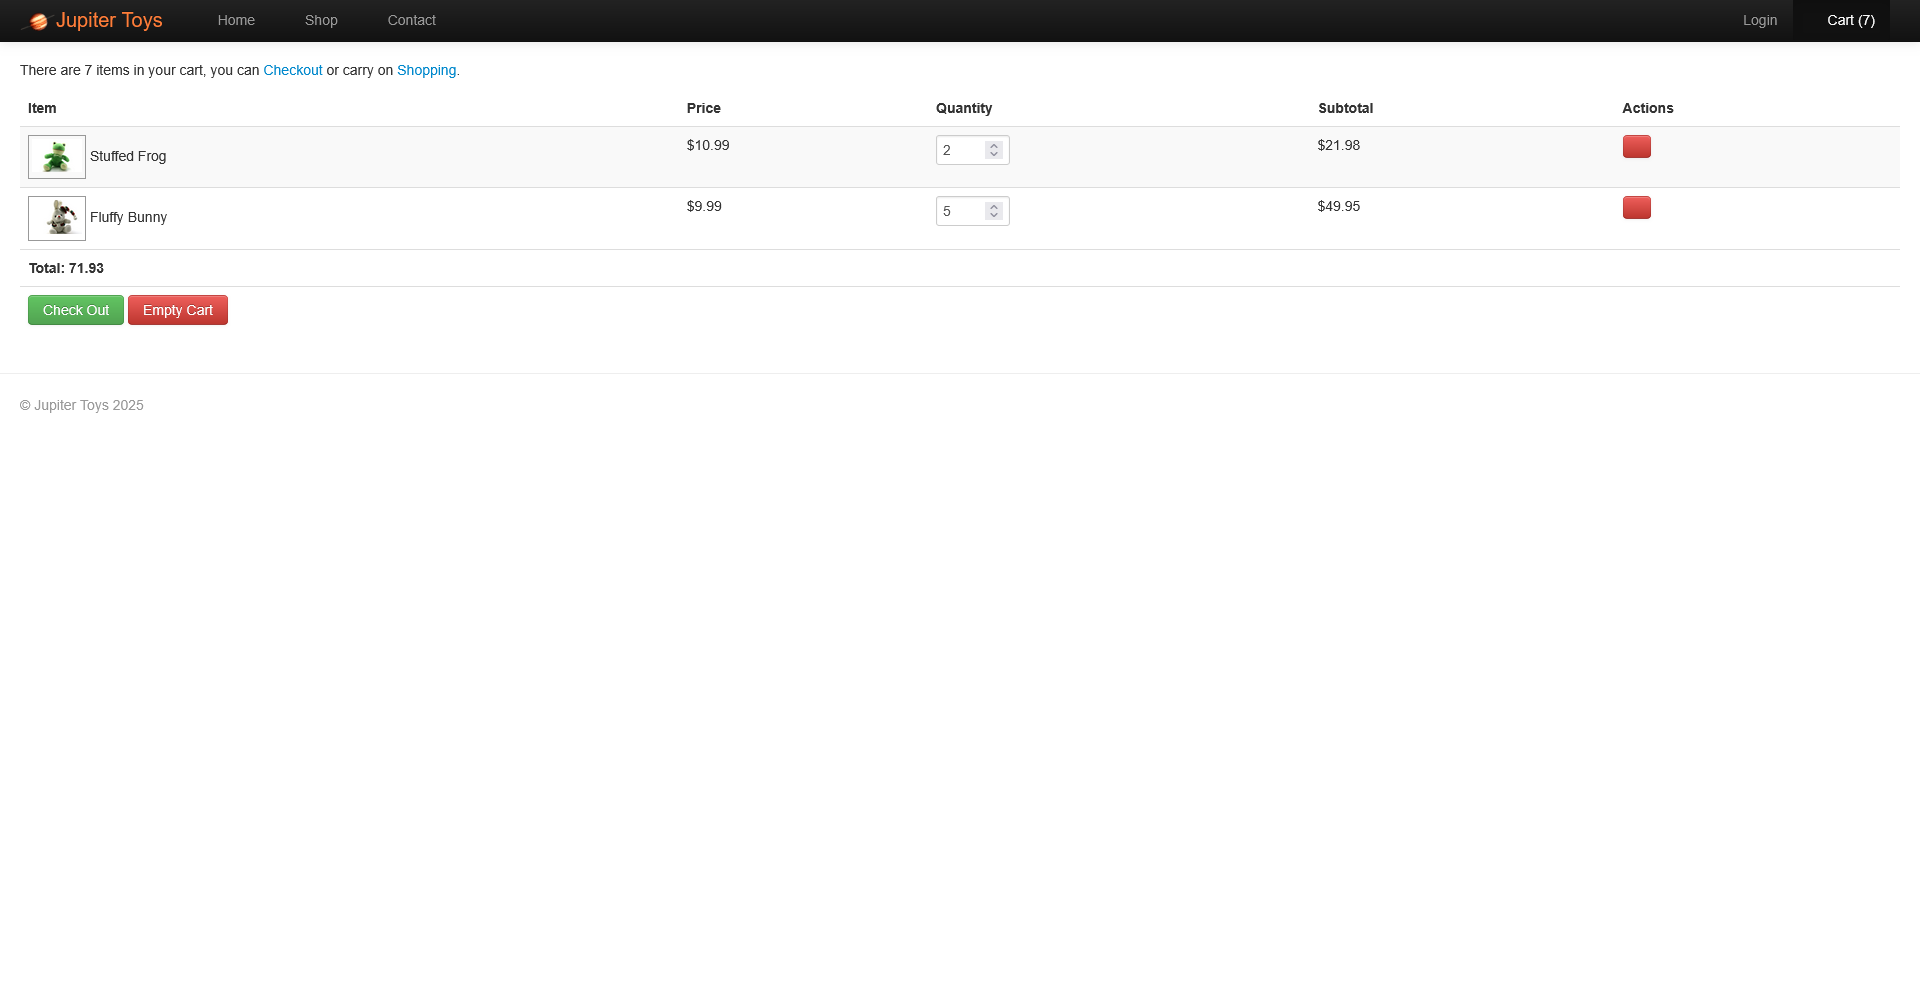 Jupiter Toys Home Shop Contact Login Cart (7)
There are 7 items in your cart, you can Checkout or carry on Shopping.
Item Price Quantity Subtotal Actions
Stuffed Frog $10.99 2 $21.98
Fluffy Bunny $9.99 5 $49.95
Total: 71.93
Check Out Empty Cart
© Jupiter Toys 2025